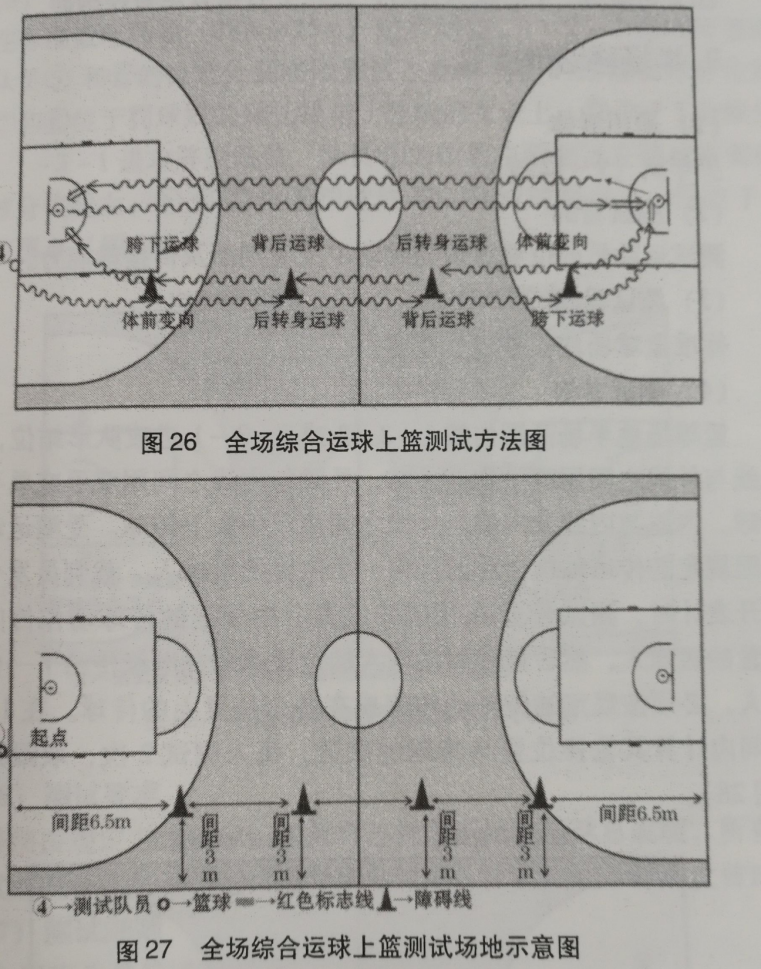 胯下运球 背后运球 后转身运球 体前变向
④
体前变向 后转身运球 背后运球 胯下运球
图26 全场综合运球上篮测试方法图
起点
间距6.5m 间距3m 间距3m 间距3m 间距3m 间距6.5m
④→测试队员 →篮球 →红色标志线 →障碍线
图27 全场综合运球上篮测试场地示意图